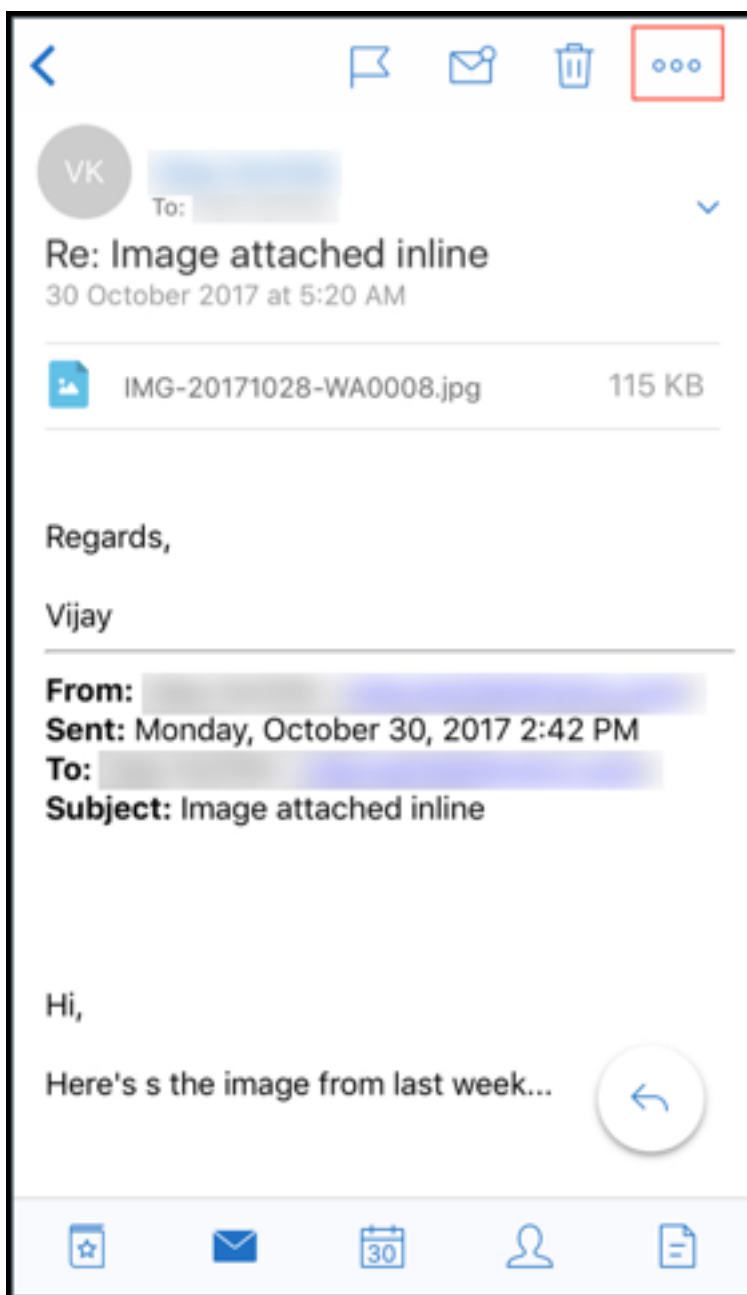 VK
To:
Re: Image attached inline
30 October 2017 at 5:20 AM
IMG-20171028-WA0008.jpg 115 KB
Regards,
Vijay
From:
Sent: Monday, October 30, 2017 2:42 PM
To:
Subject: Image attached inline
Hi,
Here's s the image from last week...
30